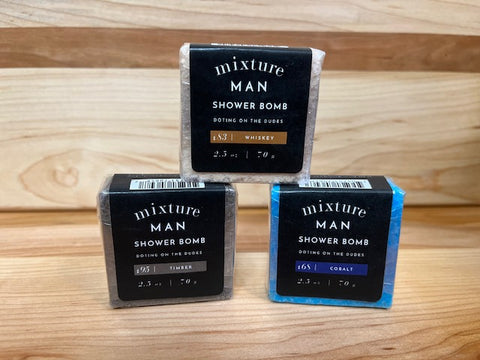 mixture
MAN
SHOWER BOMB
DOTING ON THE DUDES
183 | WHISKEY
2.5 oz | 70 g
mixture
MAN
SHOWER BOMB
DOTING ON THE DUDES
195 | TIMBER
2.5 oz | 70 g
mixture
MAN
SHOWER BOMB
DOTING ON THE DUDES
168 | COBALT
2.5 oz | 70 g